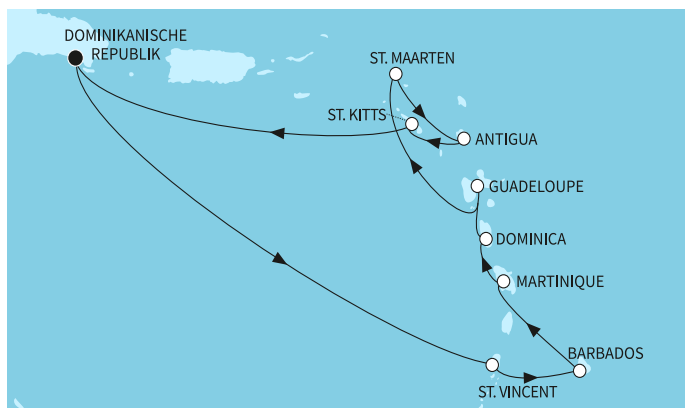 DOMINIKANISCHE
REPUBLIK
ST. MAARTEN
ST. KITTS
ANTIGUA
GUADELOUPE
DOMINICA
MARTINIQUE
BARBADOS
ST. VINCENT